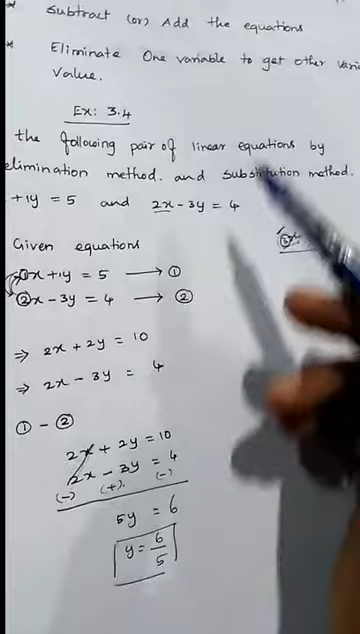 * Subtract (or) Add the equations
* Eliminate One variable to get other
value.
Ex: 3.4
the following pair of linear equations by
elimination method. and substitution method.
+1y = 5 and 2x - 3y = 4
Given equations
①x + 1y = 5 → ①
②x - 3y = 4 → ②
⇒ 2x + 2y = 10
⇒ 2x - 3y = 4
① - ②
2x + 2y = 10
2x - 3y = 4
(-) (+) (-)
5y = 6
y = 6/5